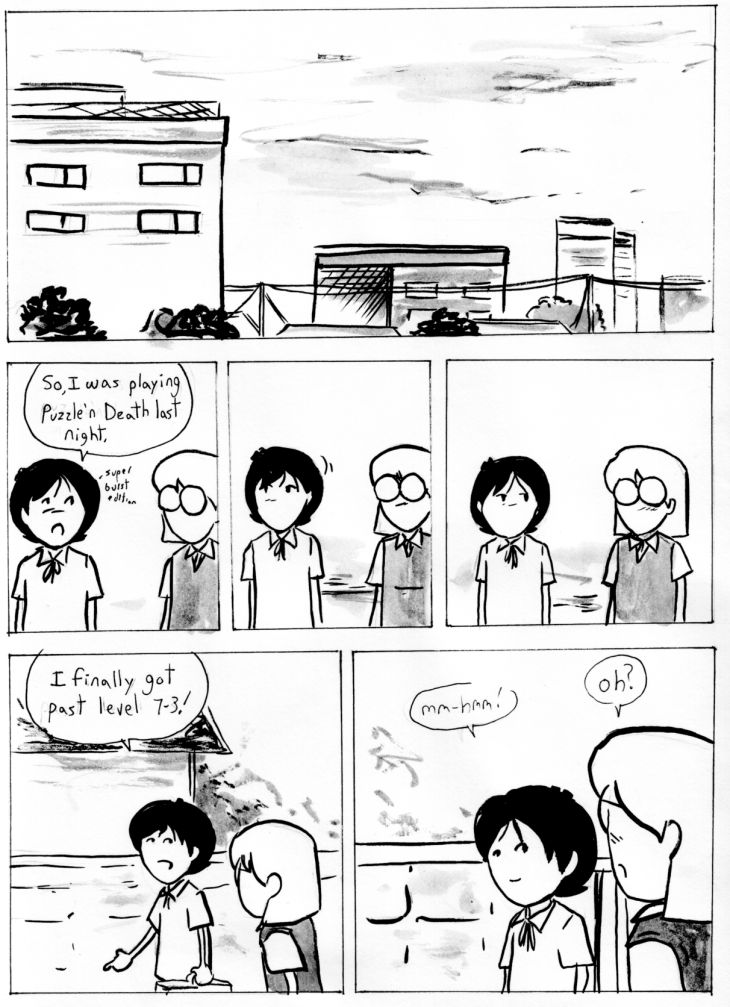 So, I was playing
Puzzle'n Death last
night.
super
burst
edition
I finally got
past level 7-3!
oh?
mm-hmm!